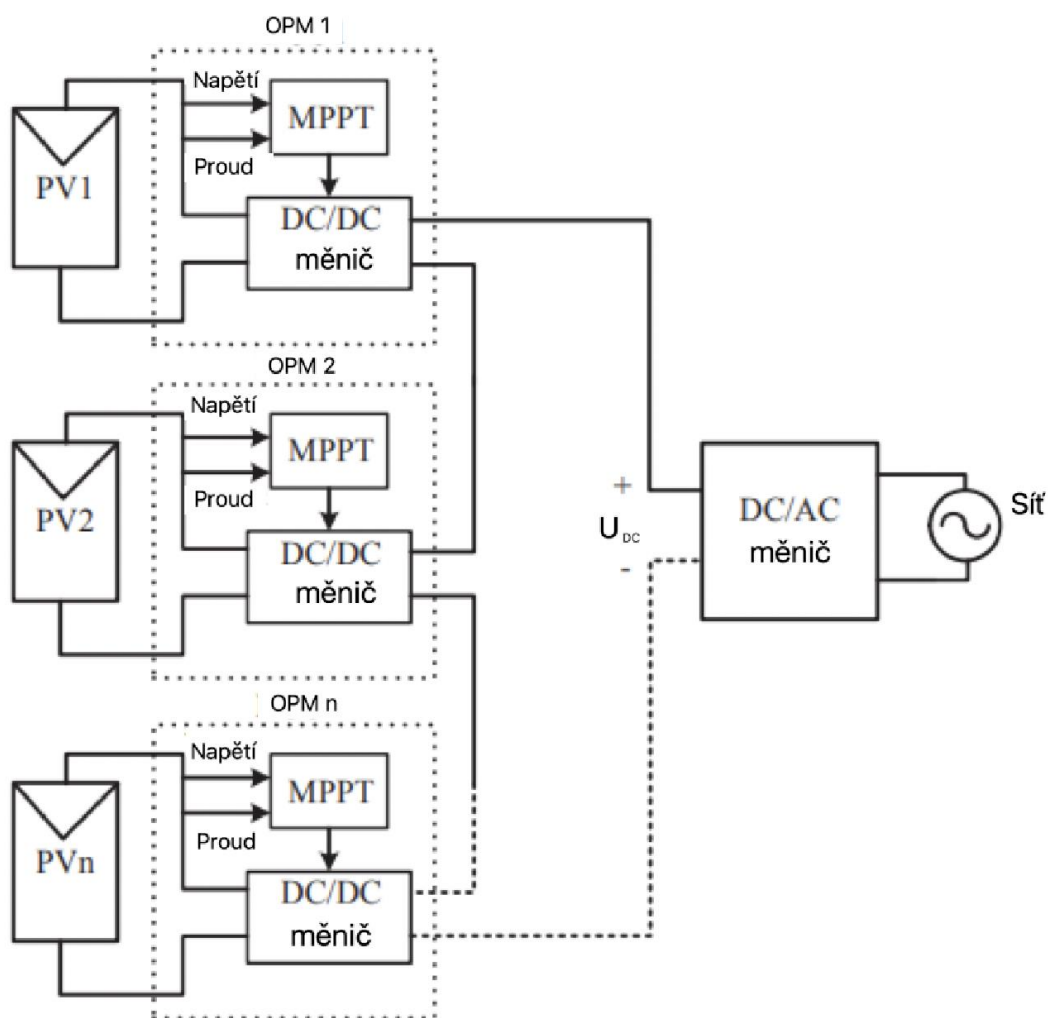 OPM 1
Napětí
MPPT
Proud
PV1
DC/DC
měnič
OPM 2
Napětí
MPPT
Proud
PV2
DC/DC
měnič
+
U DC
-
DC/AC
měnič
Síť
OPM n
Napětí
MPPT
Proud
PVn
DC/DC
měnič